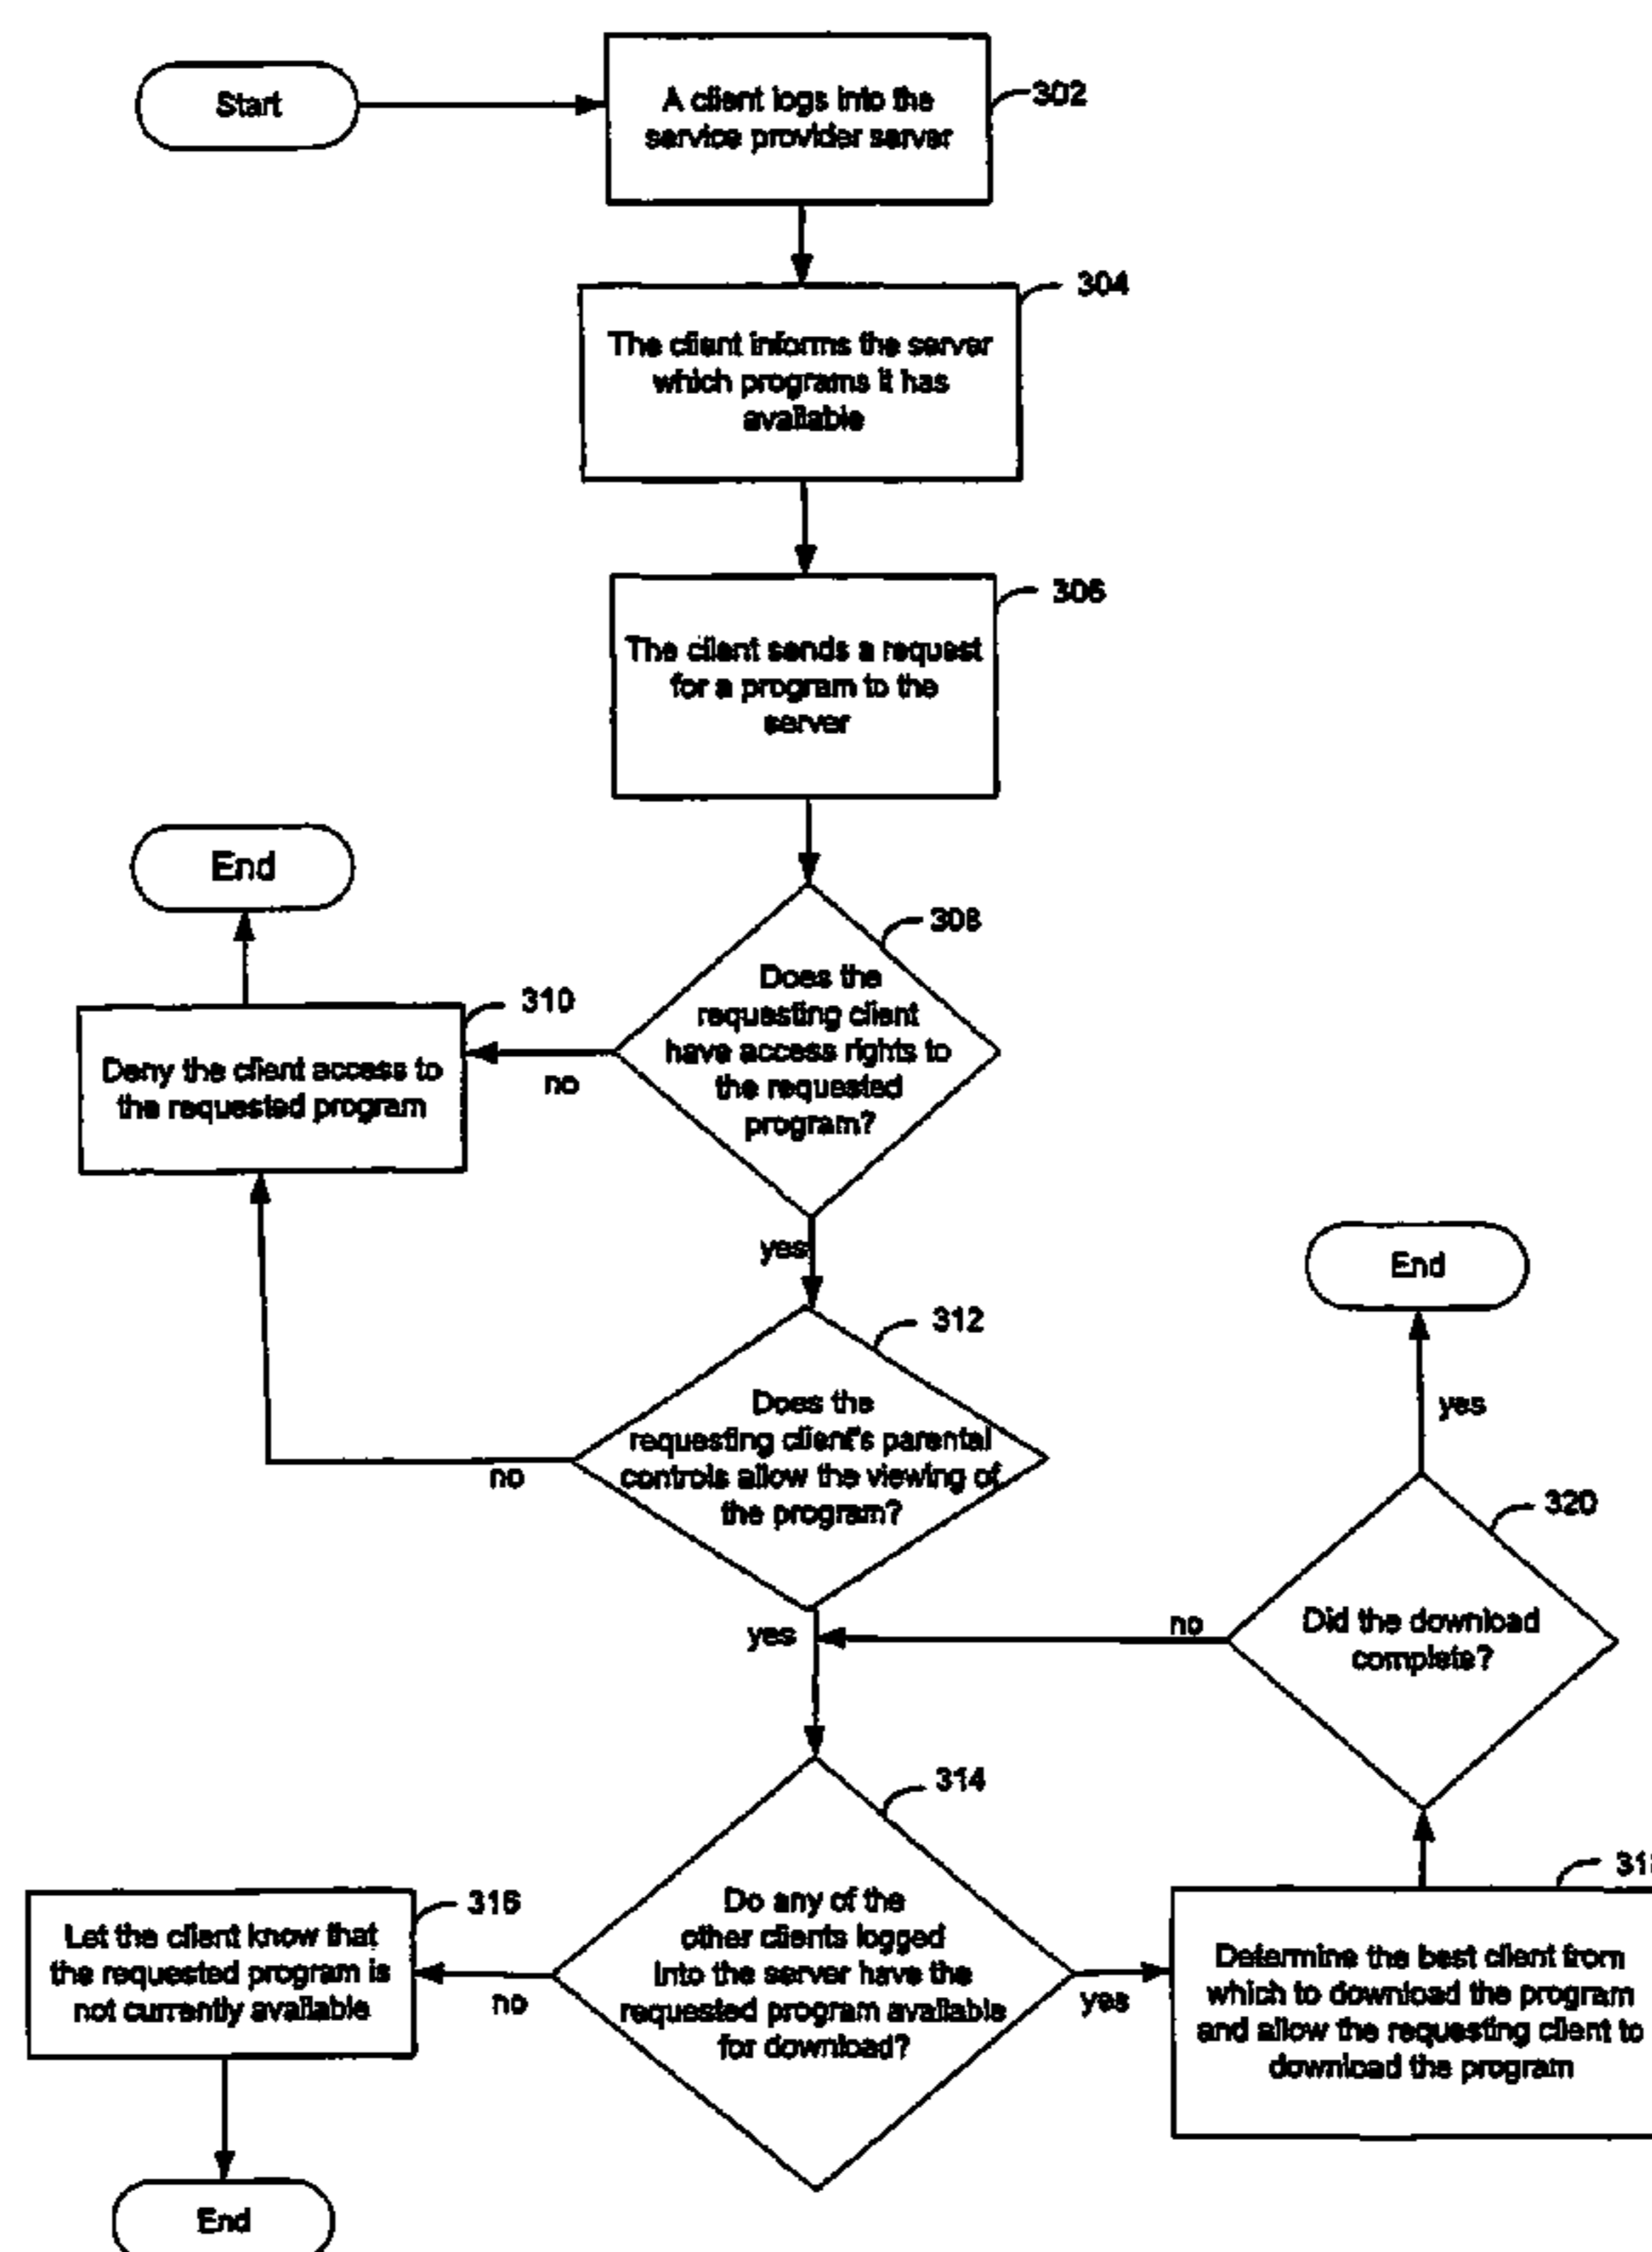 Start
A client logs into the
service provider server
302
304
The client informs the server
which programs it has
available
306
The client sends a request
for a program to the
server
End
308
Does the
requesting client
have access rights to
the requested
program?
310
Deny the client access to
the requested program
no
yes
End
312
Does the
requesting client's parental
controls allow the viewing of
the program?
no
yes
yes
320
Did the download
complete?
no
314
Do any of the
other clients logged
into the server have the
requested program available
for download?
316
Let the client know that
the requested program is
not currently available
no
yes
Determine the best client from
which to download the program
and allow the requesting client to
download the program
End